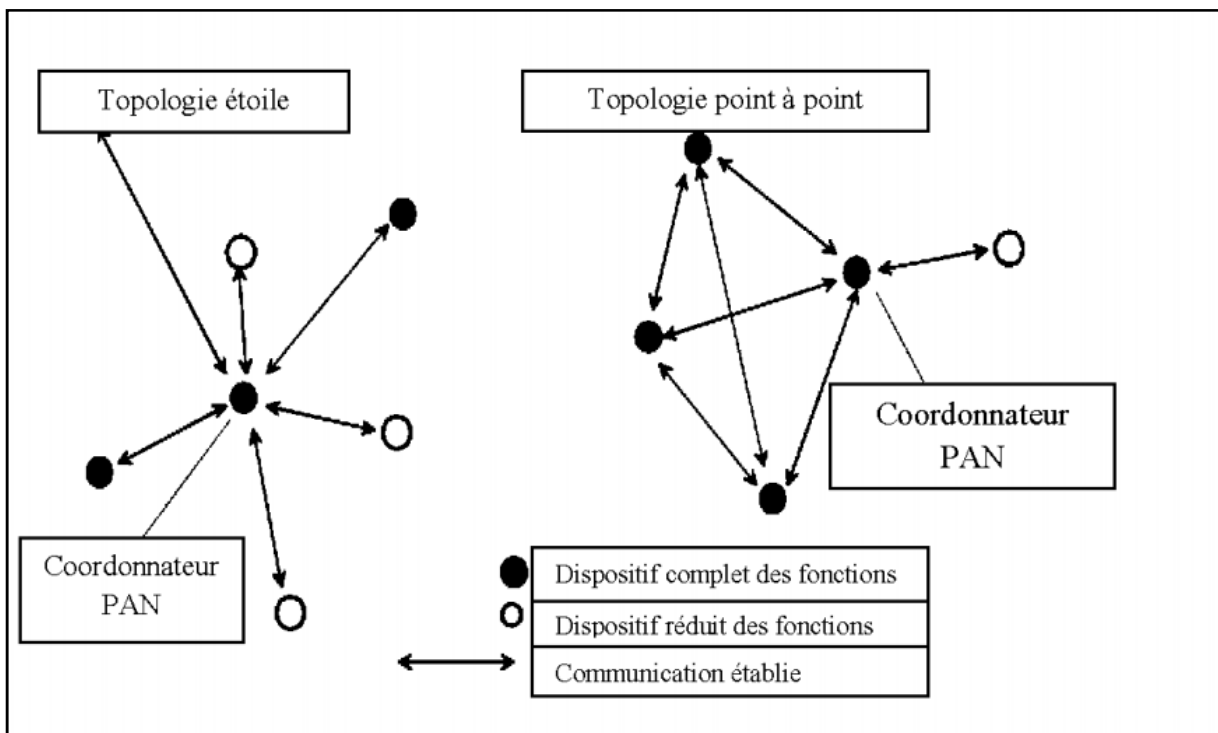 Topologie étoile
Topologie point à point
Coordonnateur
PAN
Coordonnateur
PAN
Dispositif complet des fonctions
Dispositif réduit des fonctions
Communication établie